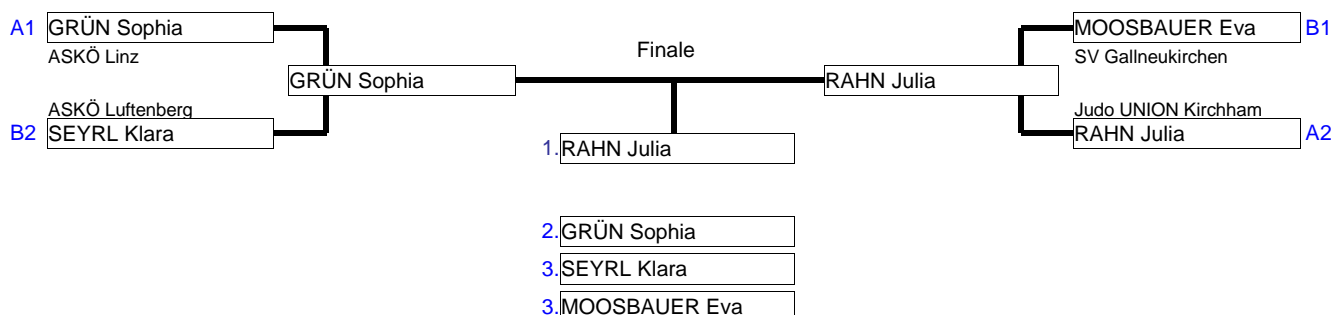 A1 GRÜN Sophia
ASKÖ Linz
GRÜN Sophia
ASKÖ Luftenberg
B2 SEYRL Klara
Finale
MOOSBAUER Eva B1
SV Gallneukirchen
RAHN Julia
Judo UNION Kirchham
RAHN Julia A2
1. RAHN Julia
2. GRÜN Sophia
3. SEYRL Klara
3. MOOSBAUER Eva